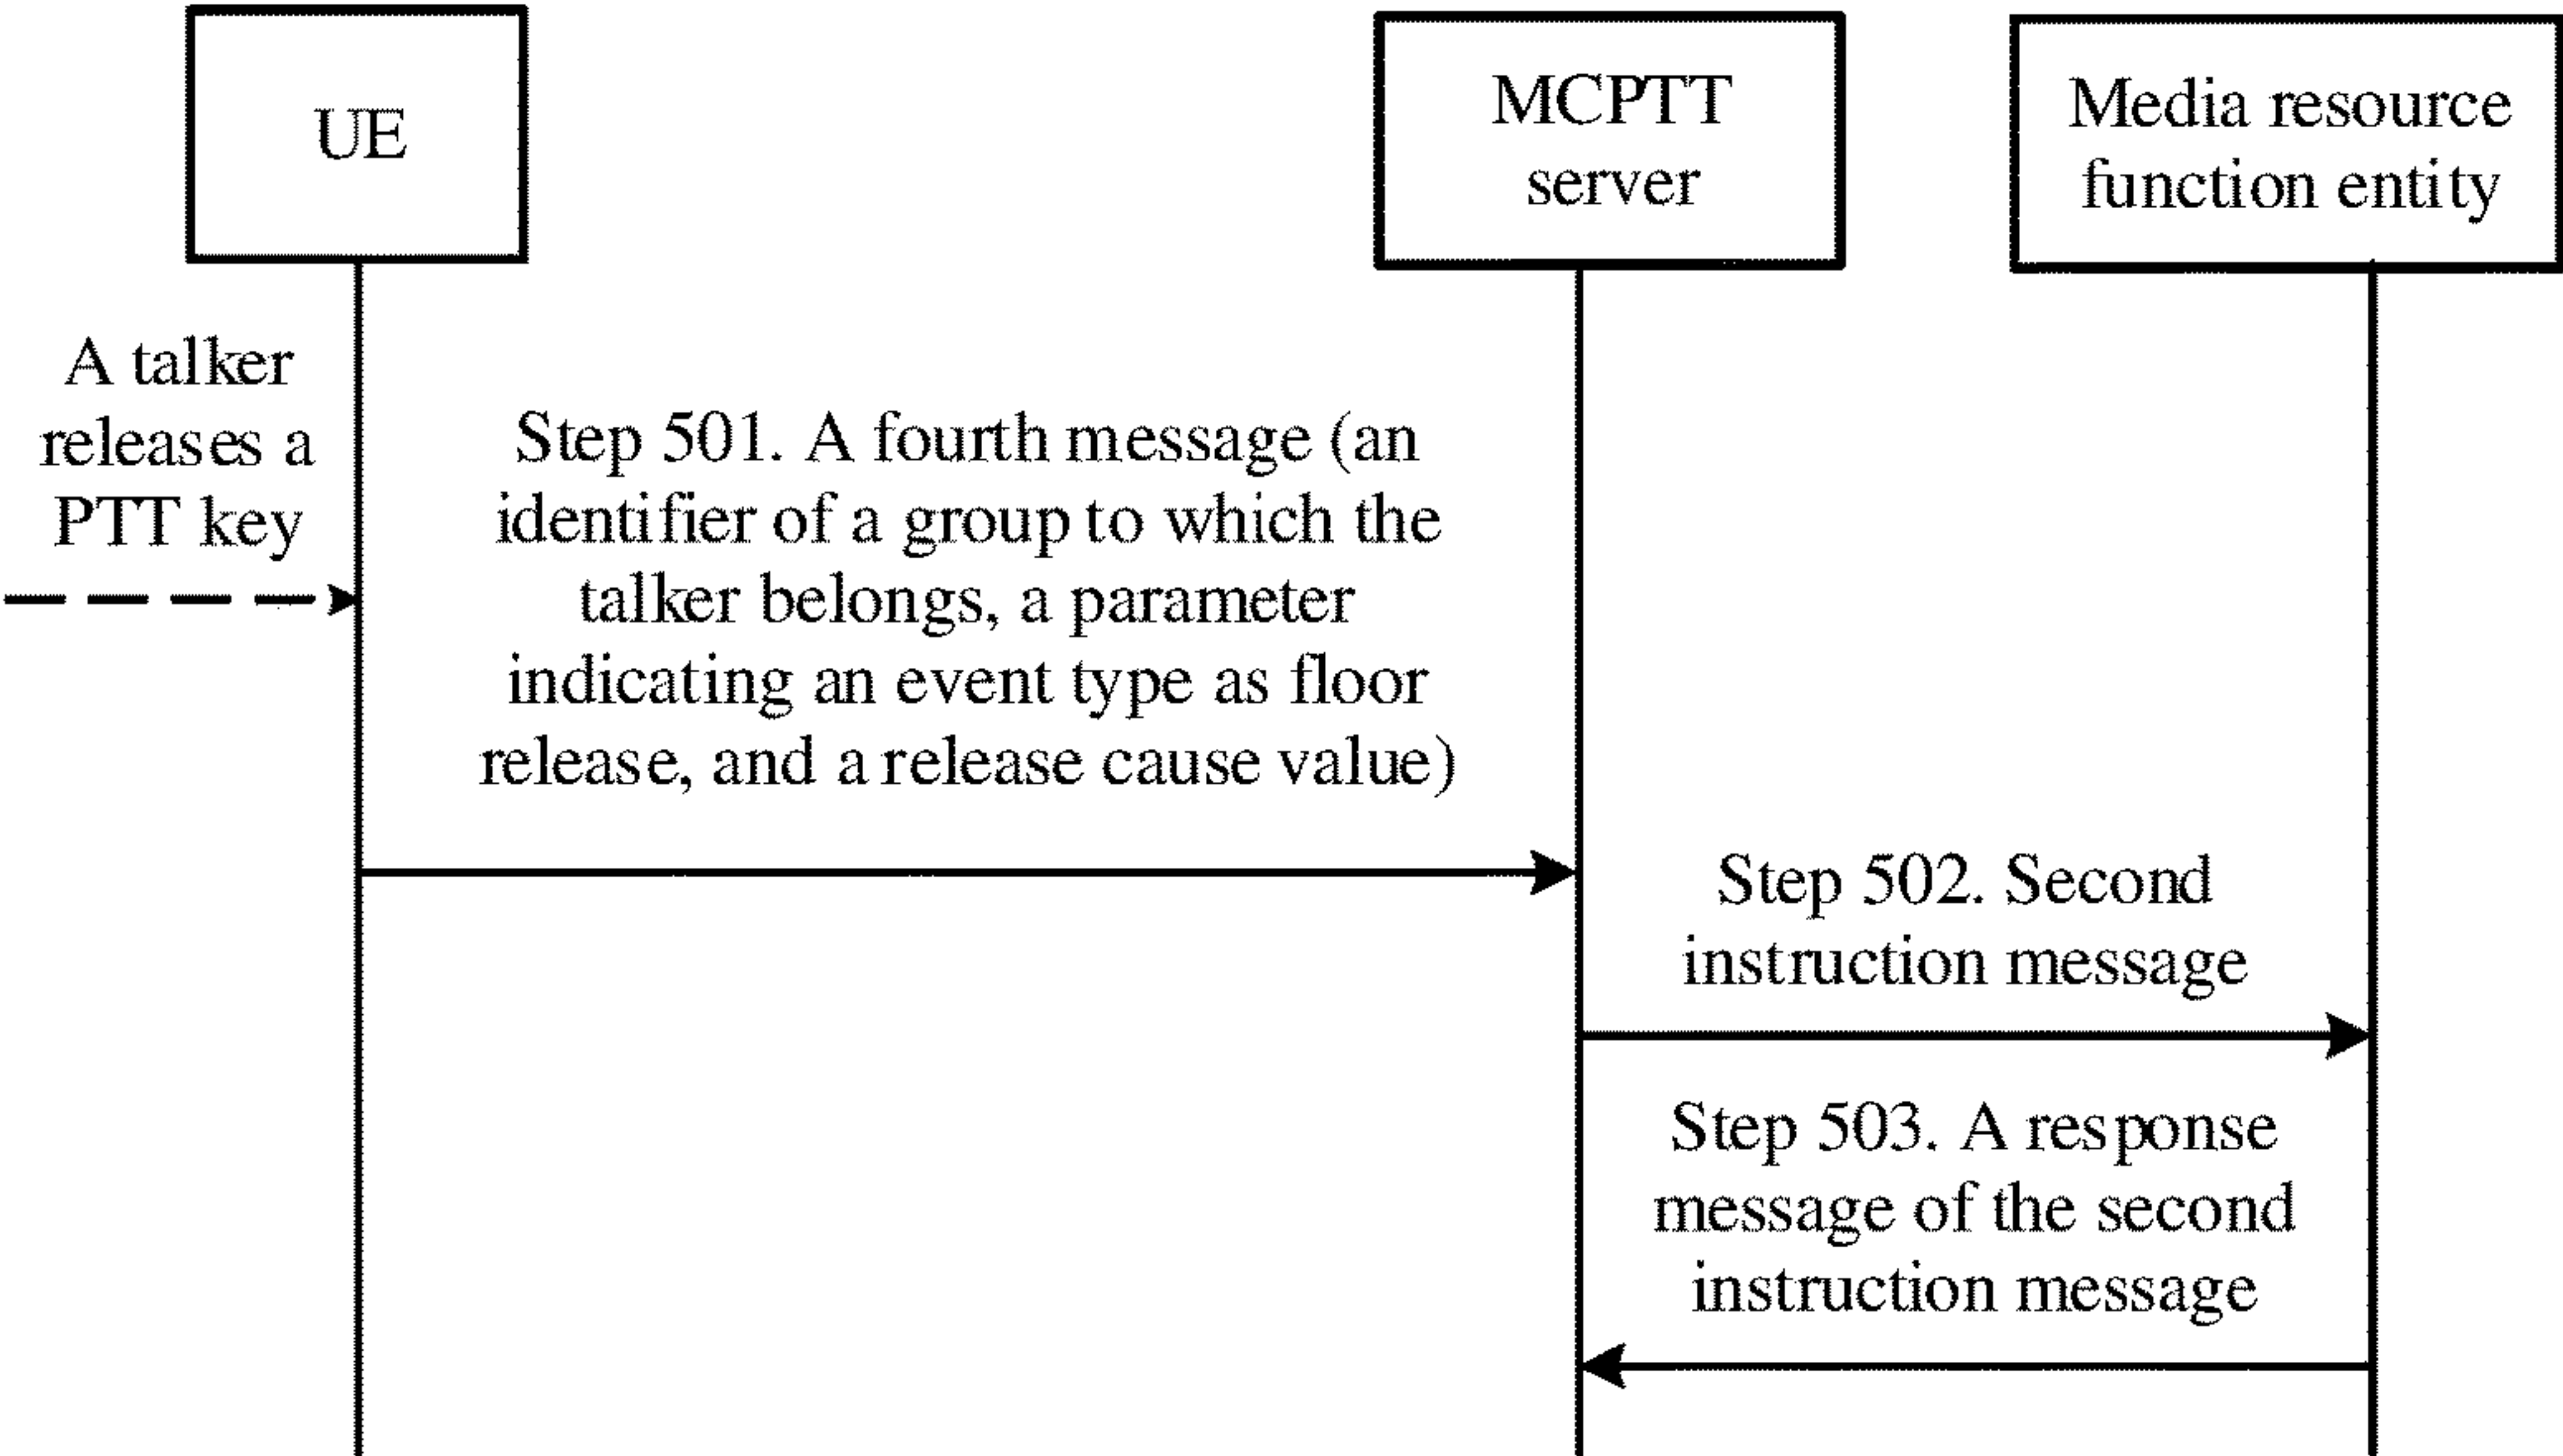 UE
MCPTT
server
Media resource
function entity
A talker
releases a
PTT key
Step 501. A fourth message (an
identifier of a group to which the
talker belongs, a parameter
indicating an event type as floor
release, and a release cause value)
Step 502. Second
instruction message
Step 503. A response
message of the second
instruction message